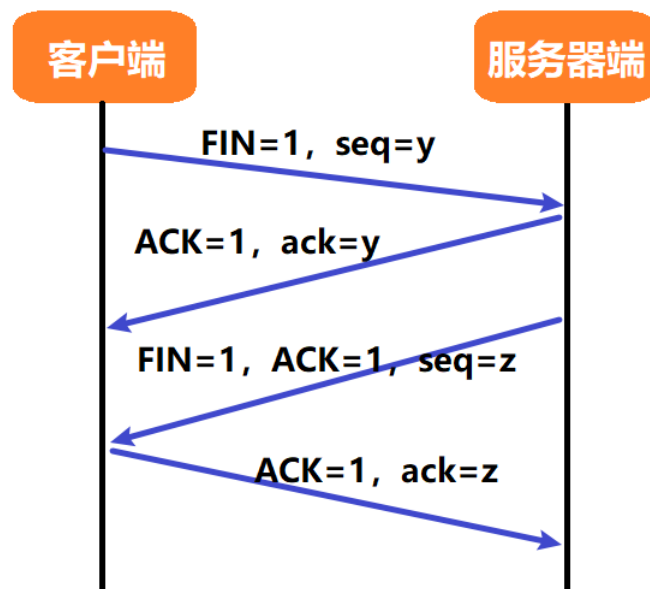 客户端
服务器端
FIN=1，seq=y
ACK=1，ack=y
FIN=1，ACK=1，seq=z
ACK=1，ack=z